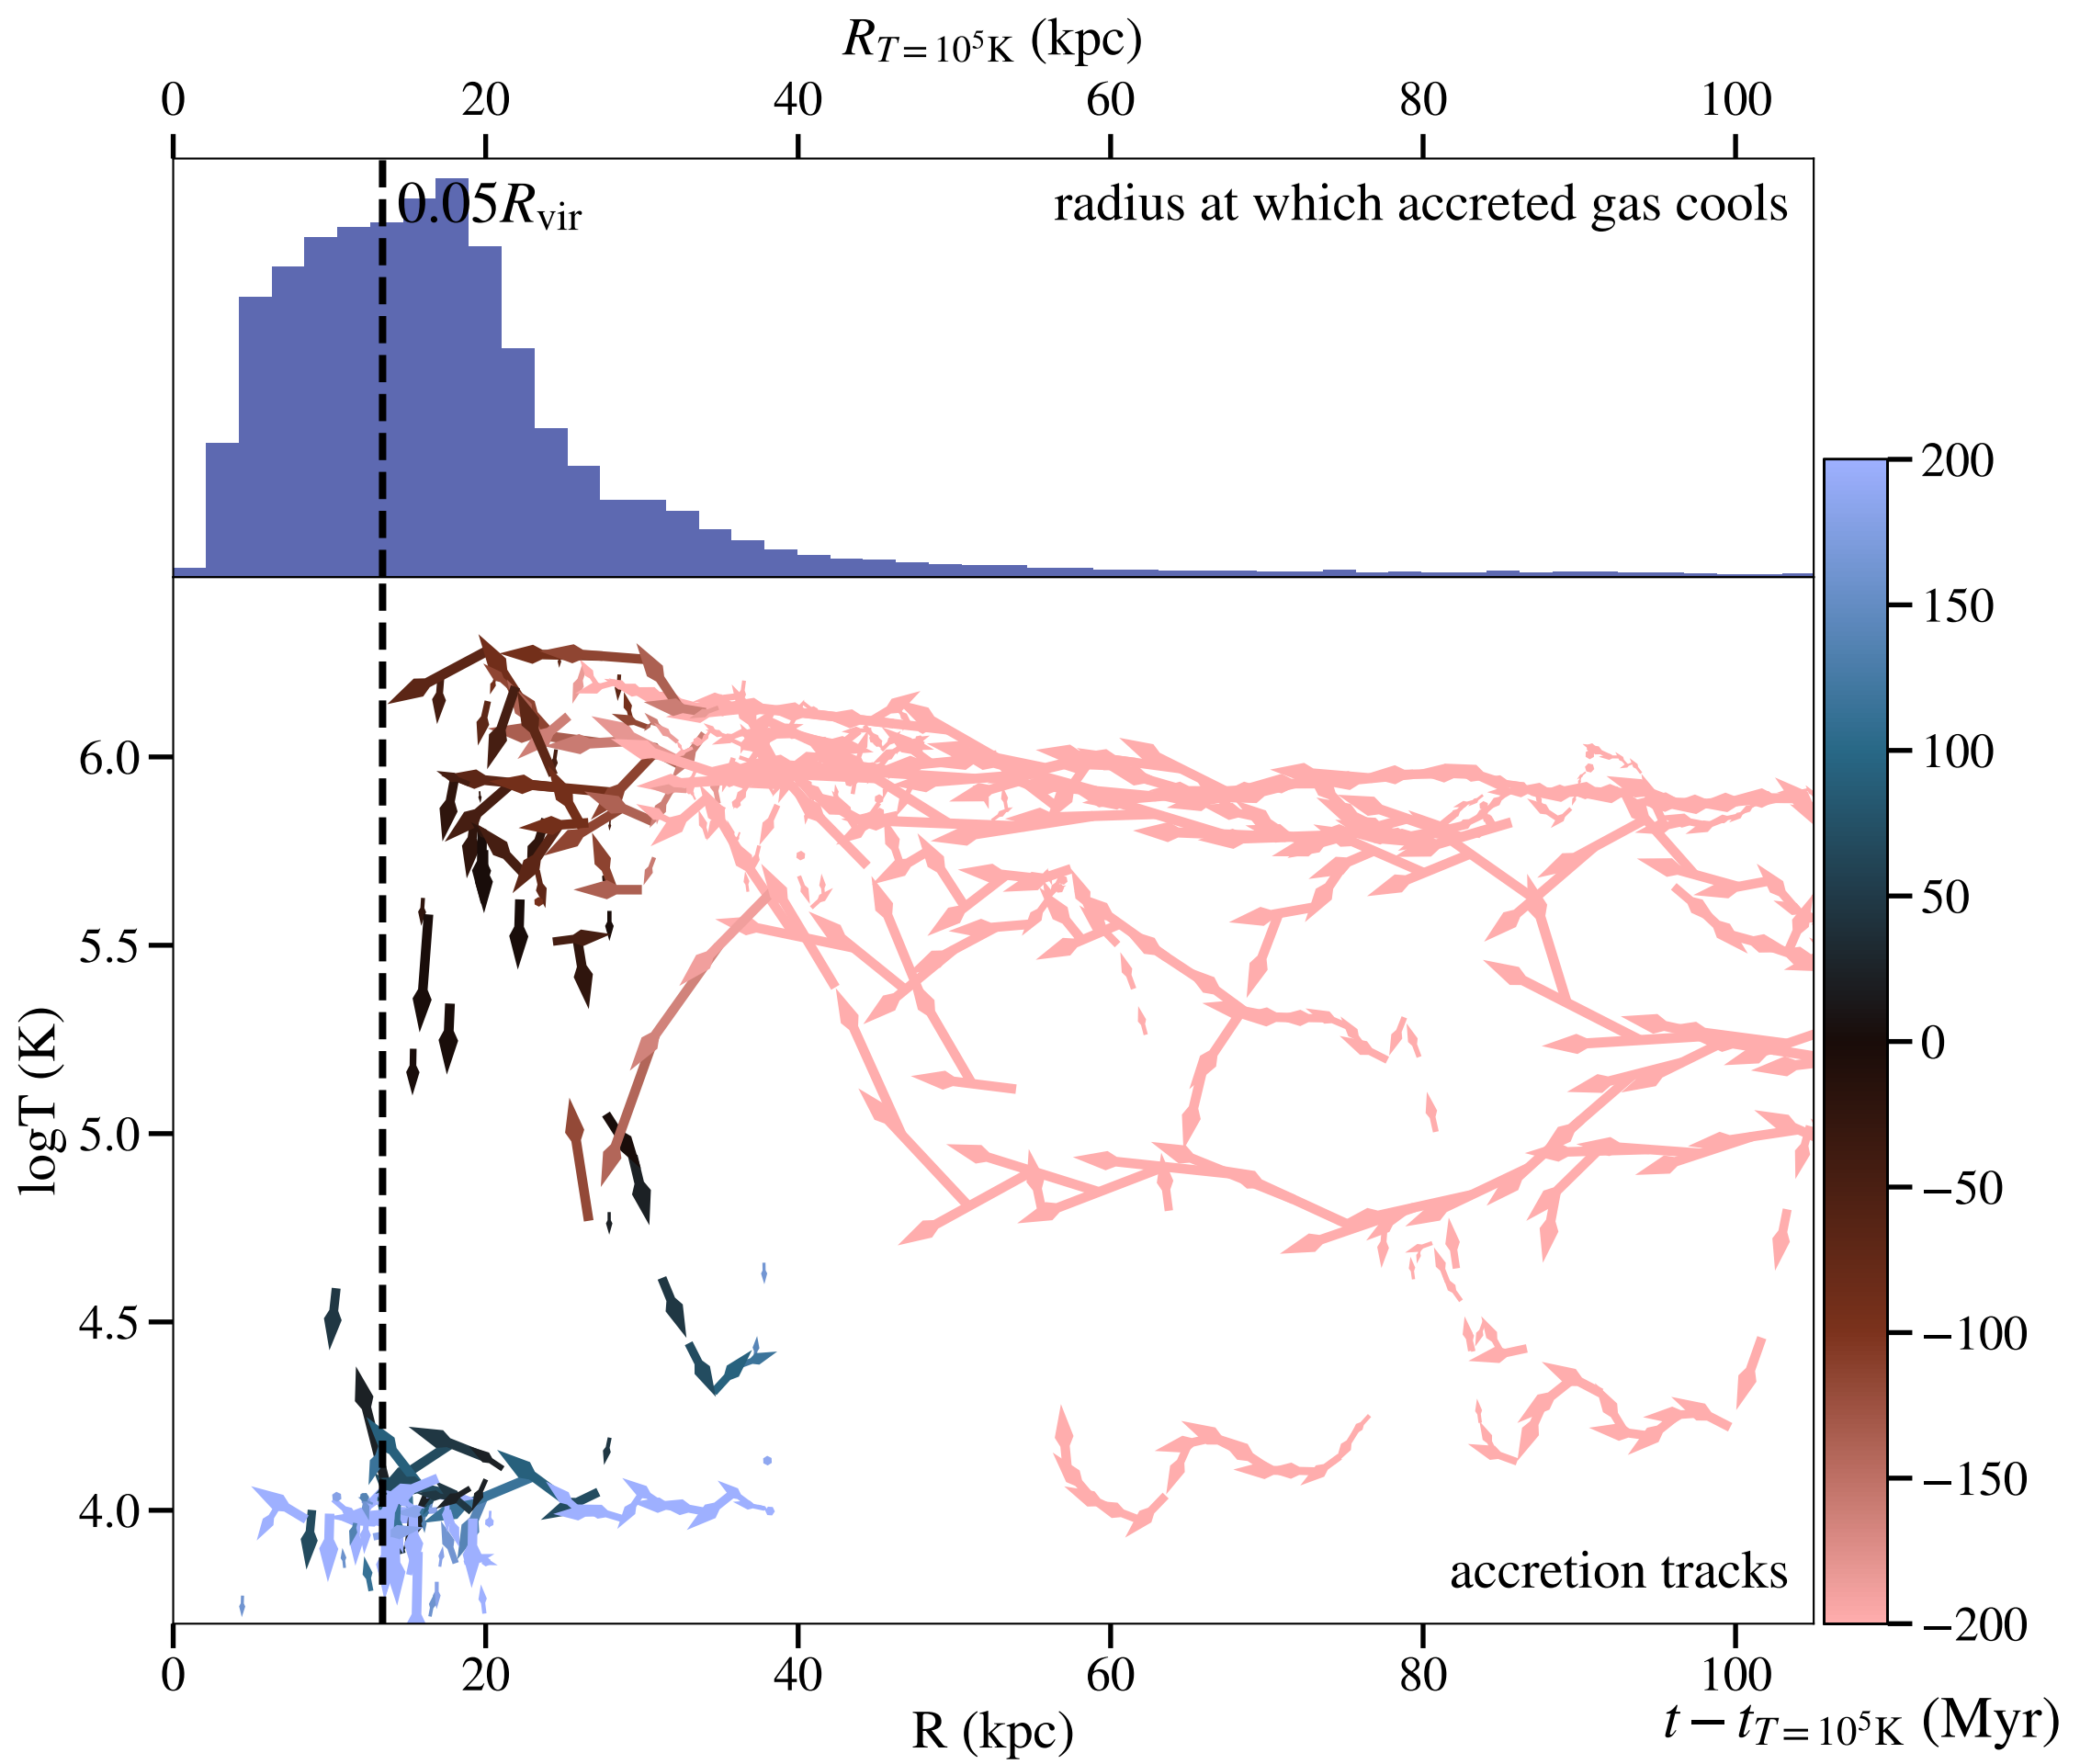 R_{T=10^5K} (kpc)
0 20 40 60 80 100
0.05R_{vir}
radius at which accreted gas cools
200
150
100
50
0
−50
−100
−150
−200
logT (K)
6.0
5.5
5.0
4.5
4.0
accretion tracks
0 20 40 60 80 100
R (kpc)
t − t_{T=10^5K} (Myr)